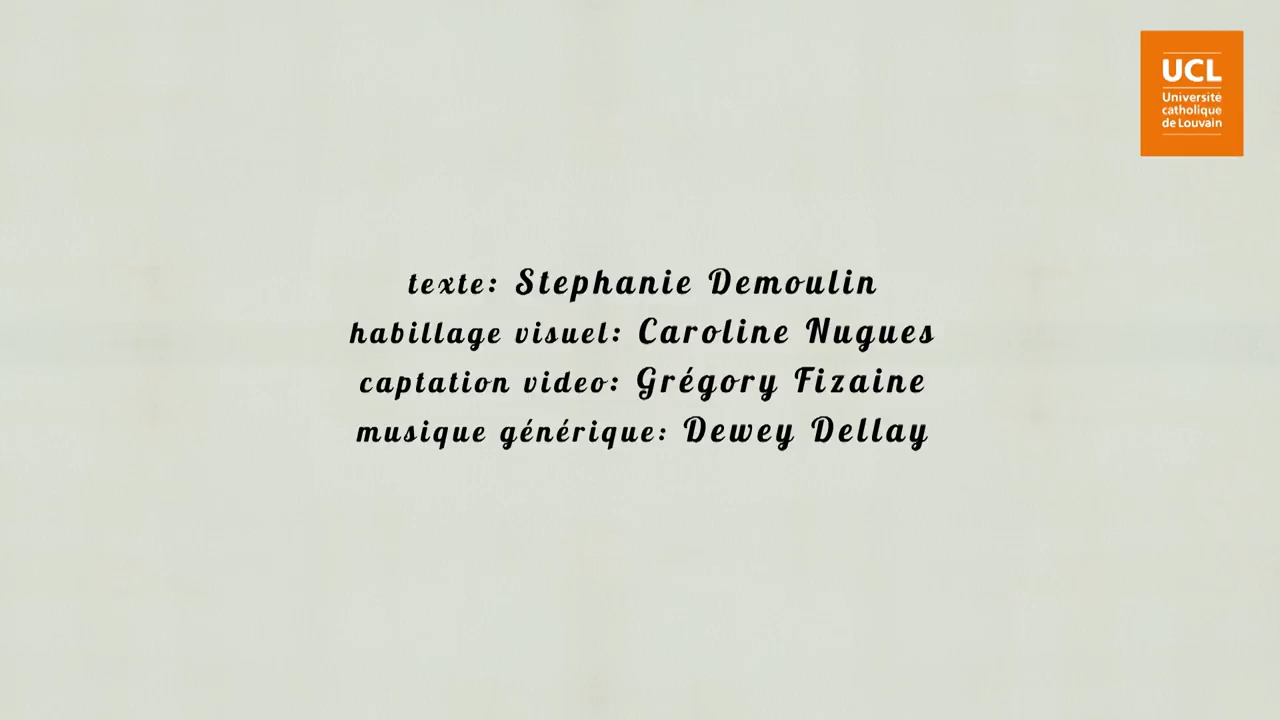 UCL
Université
catholique
de Louvain
texte: Stephanie Demoulin
habillage visuel: Caroline Nugues
captation video: Grégory Fizaine
musique générique: Dewey Dellay